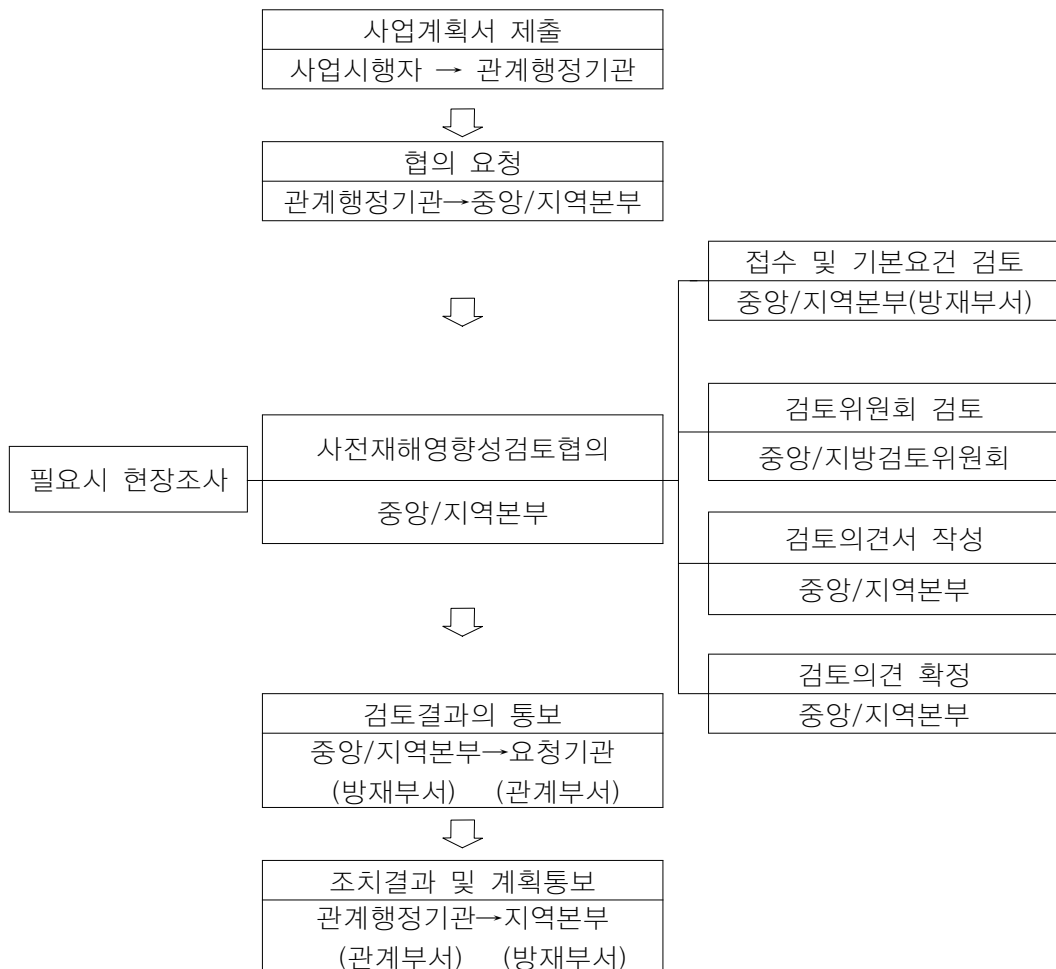 사업계획서 제출
사업시행자 → 관계행정기관
협의 요청
관계행정기관→중앙/지역본부
접수 및 기본요건 검토
중앙/지역본부(방재부서)
검토위원회 검토
중앙/지방검토위원회
필요시 현장조사
사전재해영향성검토협의
중앙/지역본부
검토의견서 작성
중앙/지역본부
검토의견 확정
중앙/지역본부
검토결과의 통보
중앙/지역본부→요청기관
(방재부서) (관계부서)
조치결과 및 계획통보
관계행정기관→지역본부
(관계부서) (방재부서)